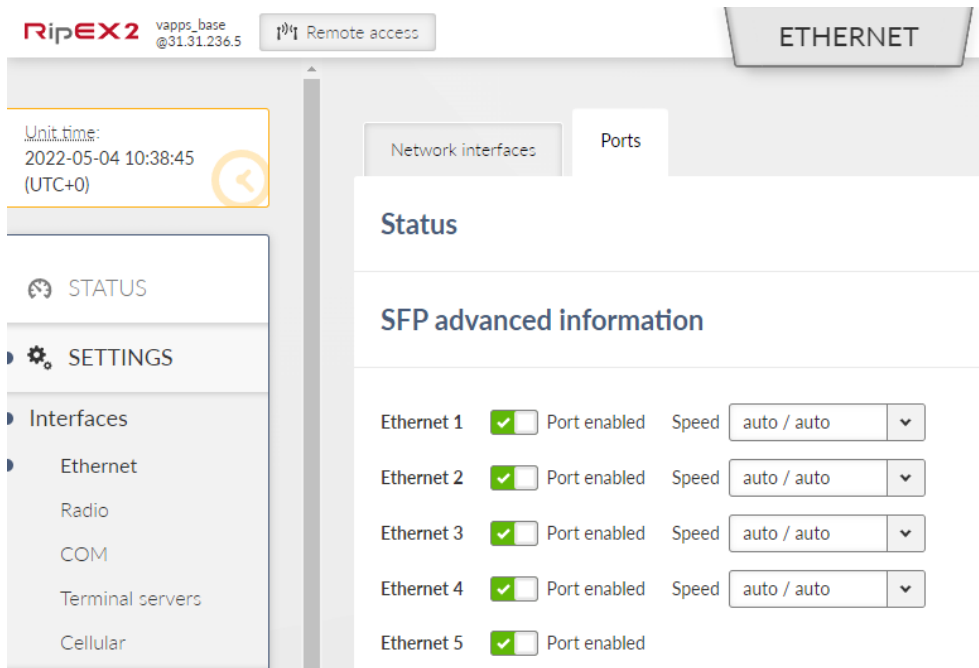 RipEX2
vapps_base
@31.31.236.5
Remote access
ETHERNET
Unit time:
2022-05-04 10:38:45
(UTC+0)
Network interfaces
Ports
Status
STATUS
SFP advanced information
SETTINGS
Interfaces
Ethernet
Radio
COM
Terminal servers
Cellular
Ethernet 1 Port enabled Speed auto / auto
Ethernet 2 Port enabled Speed auto / auto
Ethernet 3 Port enabled Speed auto / auto
Ethernet 4 Port enabled Speed auto / auto
Ethernet 5 Port enabled